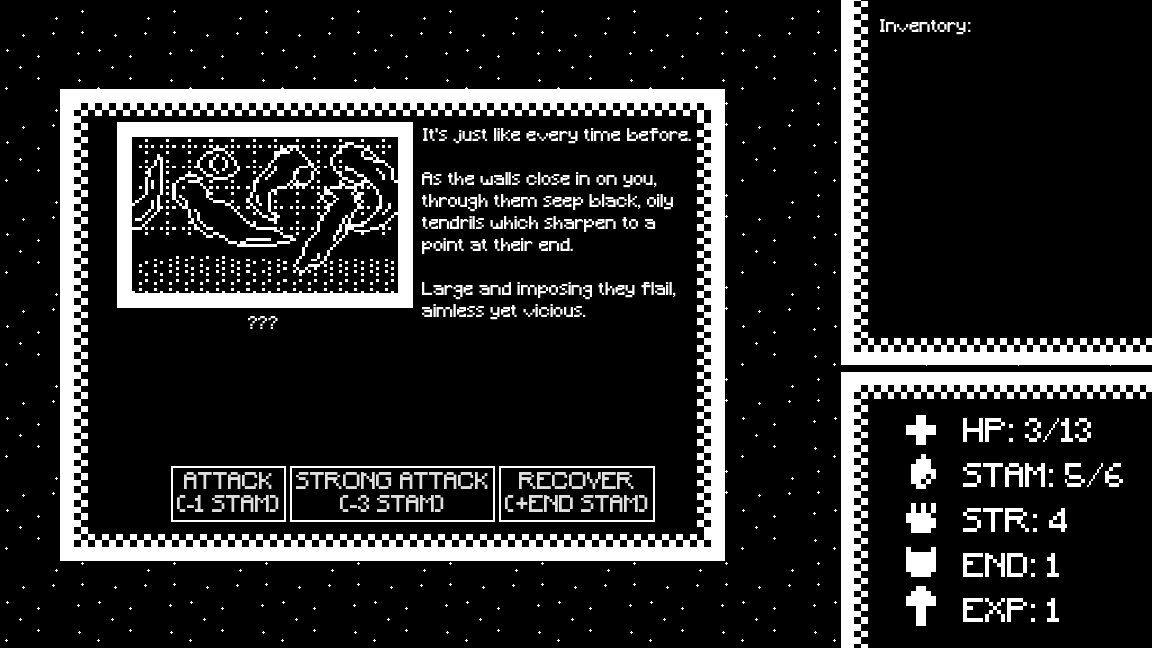 It's just like every time before.
As the walls close in on you,
through them seep black, oily
tendrils which sharpen to a
point at their end.
Large and imposing they flail,
aimless yet vicious.
???
ATTACK
(-1 STAM)
STRONG ATTACK
(-3 STAM)
RECOVER
(+END STAM)
Inventory:
HP: 3/13
STAM: 5/6
STR: 4
END: 1
EXP: 1